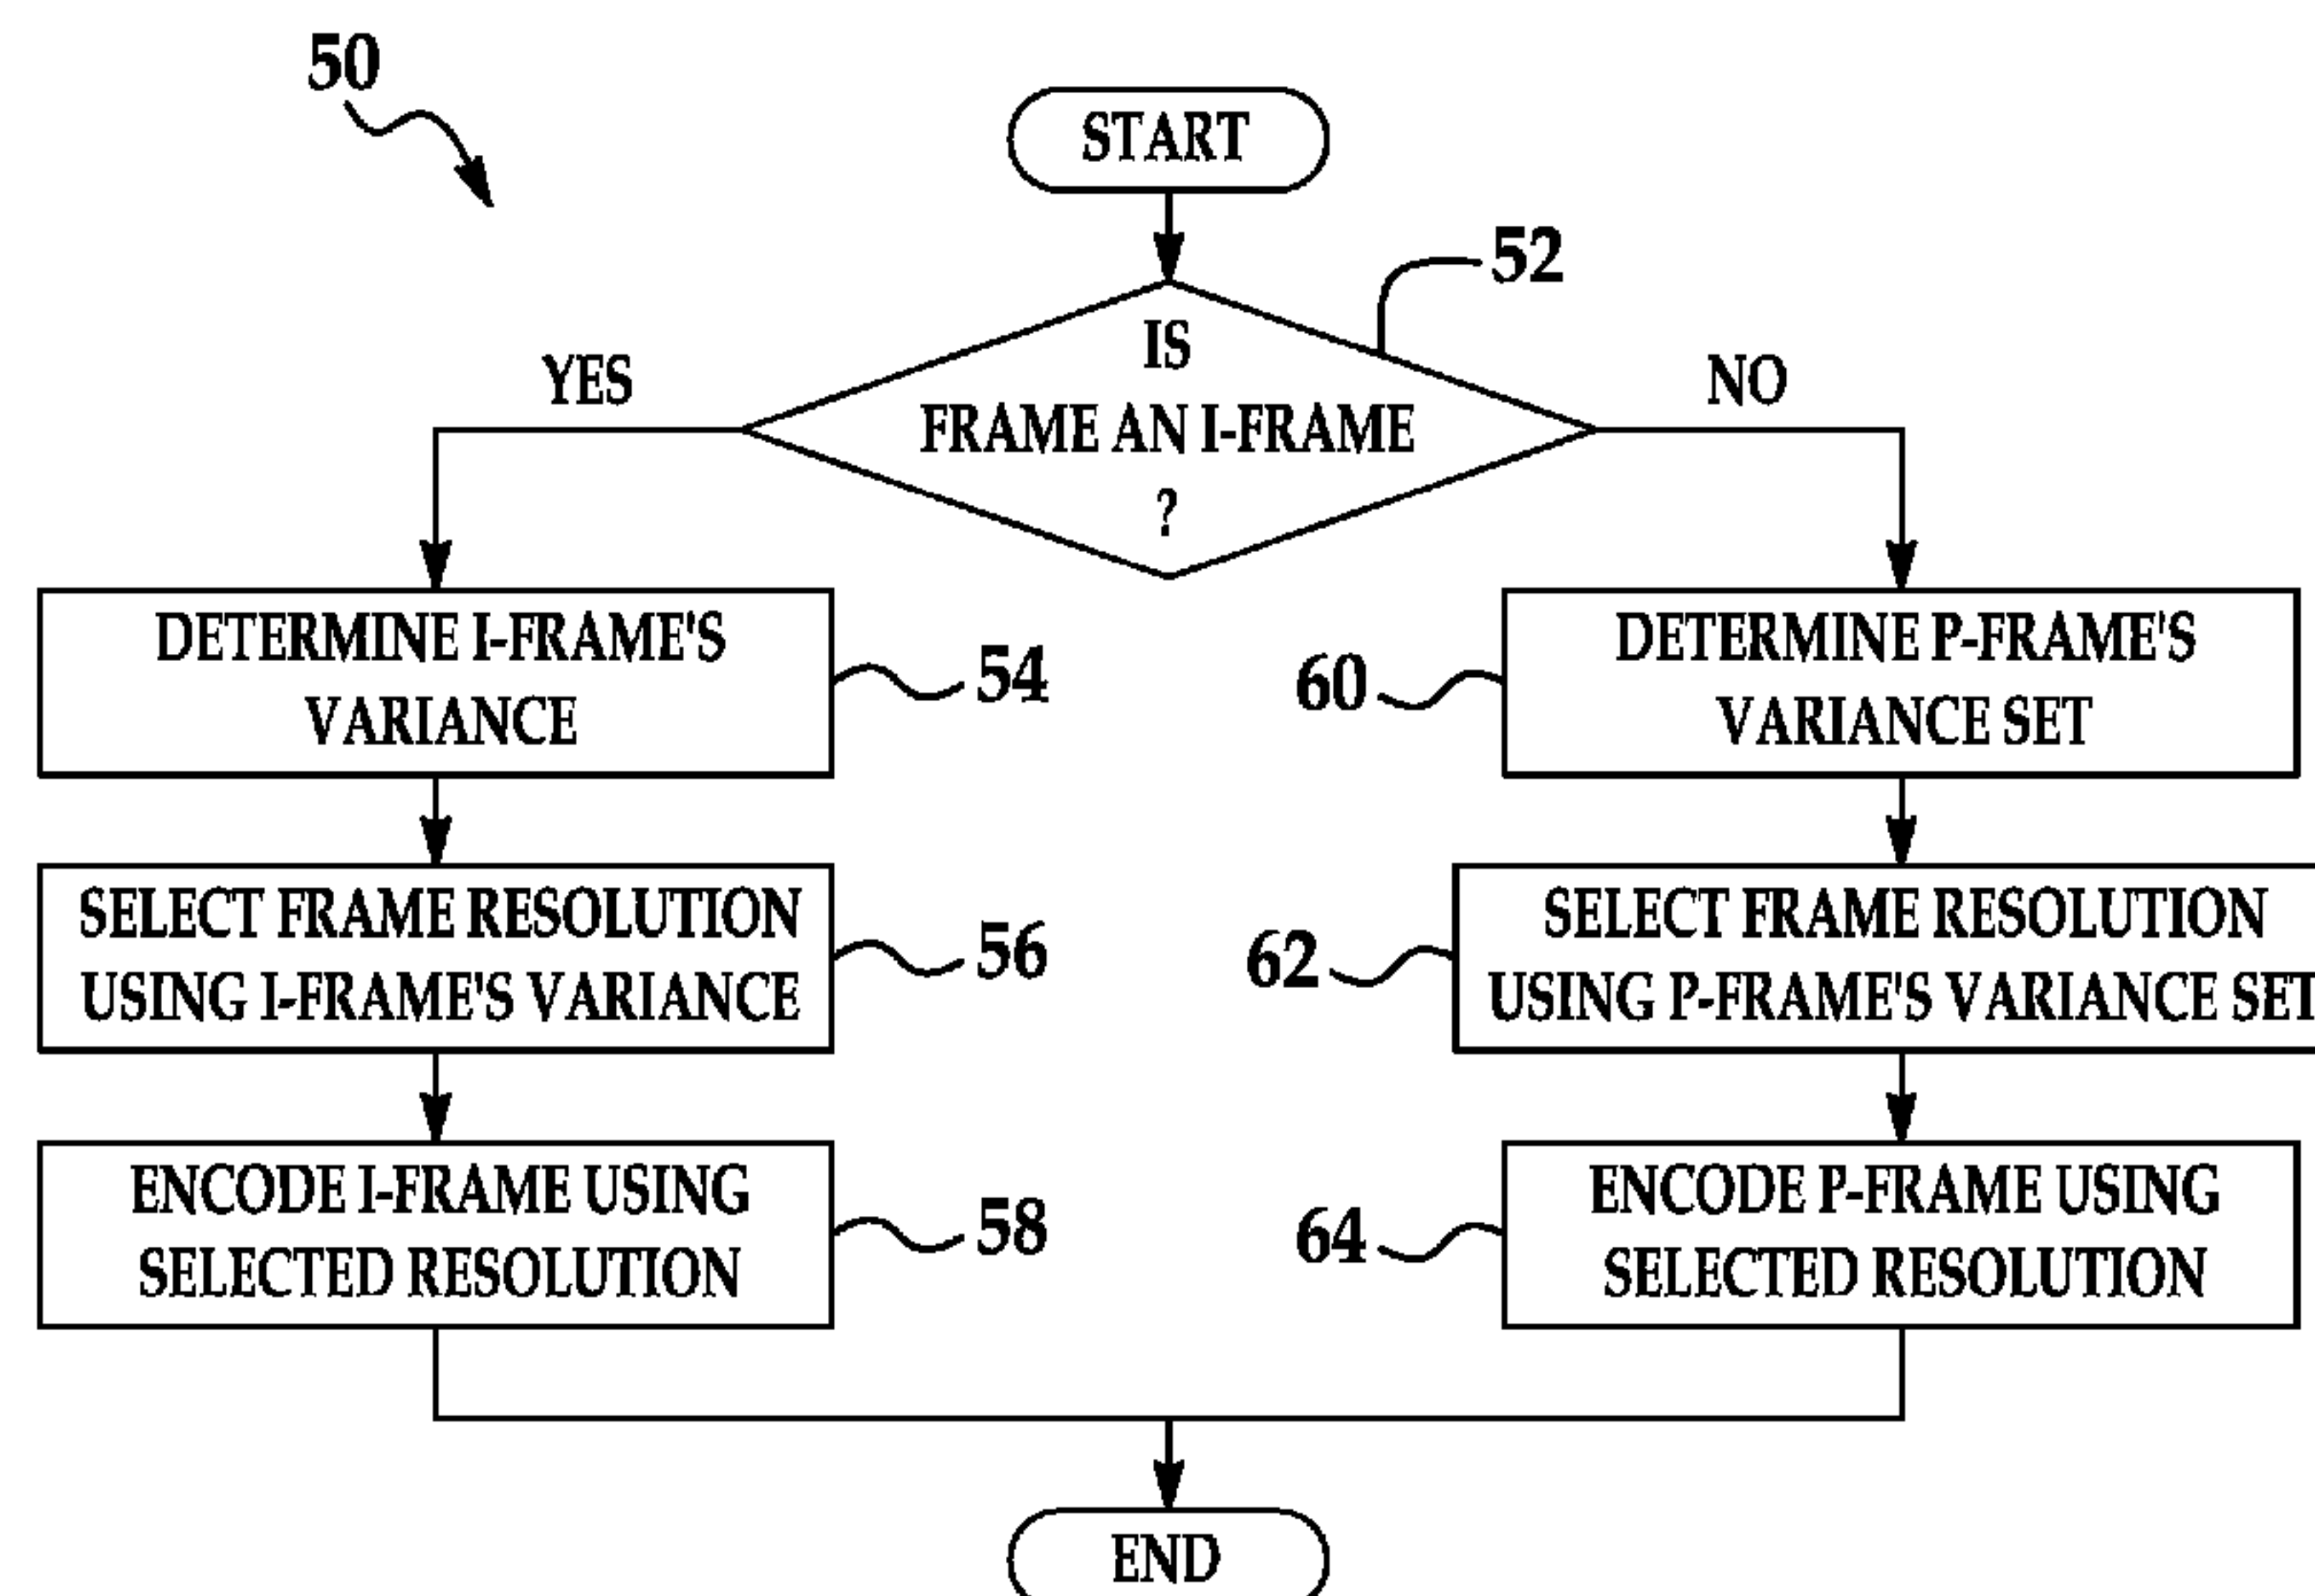 50
START
52
IS
FRAME AN I-FRAME
?
YES
NO
DETERMINE I-FRAME'S
VARIANCE
54
SELECT FRAME RESOLUTION
USING I-FRAME'S VARIANCE
56
ENCODE I-FRAME USING
SELECTED RESOLUTION
58
DETERMINE P-FRAME'S
VARIANCE SET
60
SELECT FRAME RESOLUTION
USING P-FRAME'S VARIANCE SET
62
ENCODE P-FRAME USING
SELECTED RESOLUTION
64
END